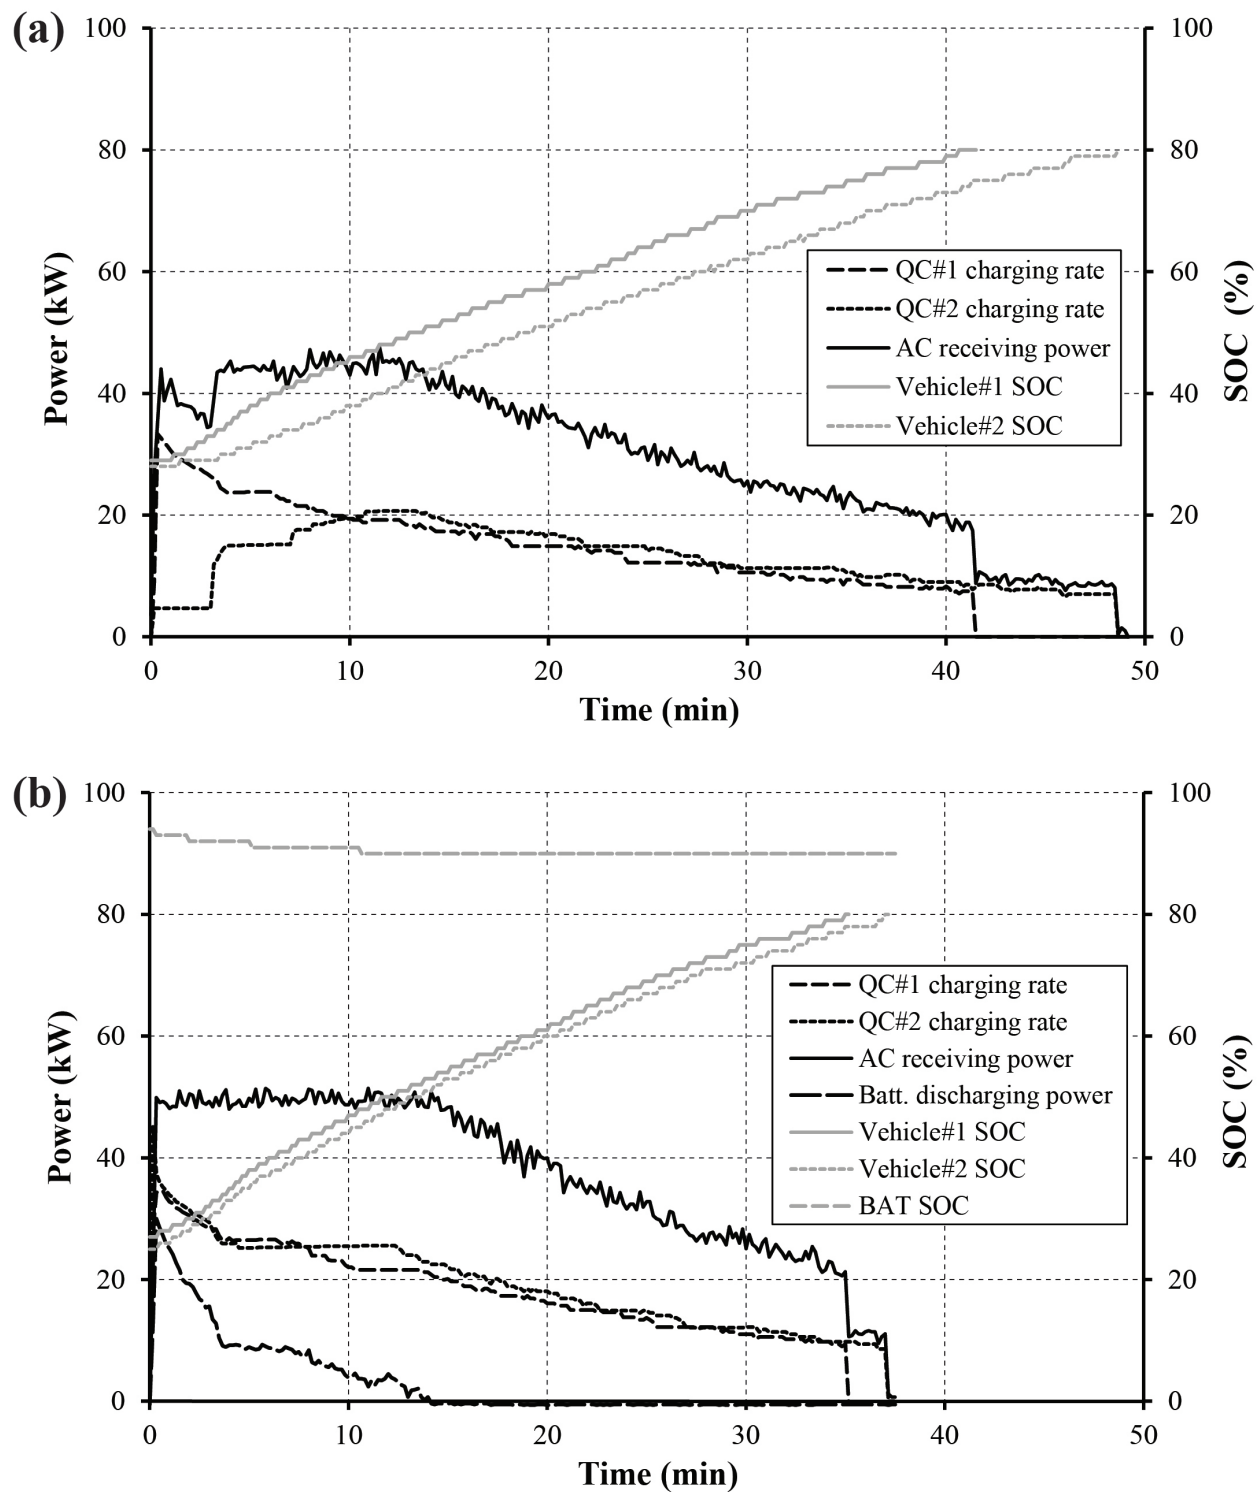 (a)
100
80
60
40
20
0
Power (kW)
100
80
60
40
20
0
SOC (%)
QC#1 charging rate
QC#2 charging rate
AC receiving power
Vehicle#1 SOC
Vehicle#2 SOC
0 10 20 30 40 50
Time (min)
(b)
100
80
60
40
20
0
Power (kW)
100
80
60
40
20
0
SOC (%)
QC#1 charging rate
QC#2 charging rate
AC receiving power
Batt. discharging power
Vehicle#1 SOC
Vehicle#2 SOC
BAT SOC
0 10 20 30 40 50
Time (min)